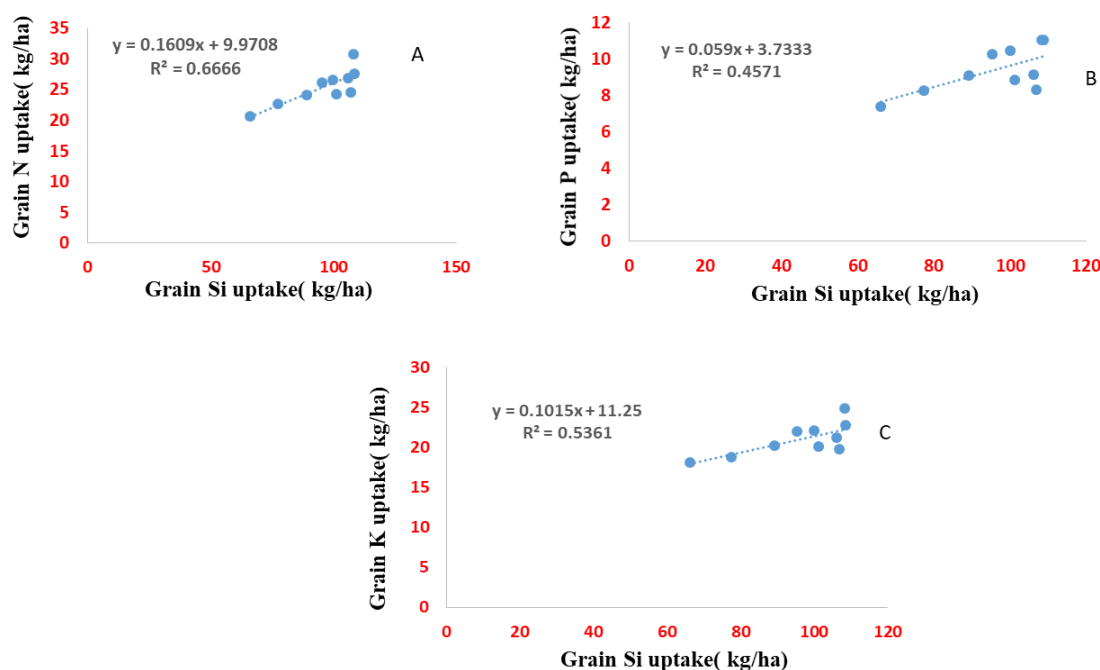 35
30
25
20
15
10
5
0
Grain N uptake( kg/ha)
y = 0.1609x + 9.9708
R² = 0.6666
A
0 50 100 150
Grain Si uptake( kg/ha)
12
10
8
6
4
2
0
Grain P uptake( kg/ha)
y = 0.059x + 3.7333
R² = 0.4571
B
0 20 40 60 80 100 120
Grain Si uptake( kg/ha)
30
25
20
15
10
5
0
Grain K uptake( kg/ha)
y = 0.1015x + 11.25
R² = 0.5361
C
0 20 40 60 80 100 120
Grain Si uptake( kg/ha)